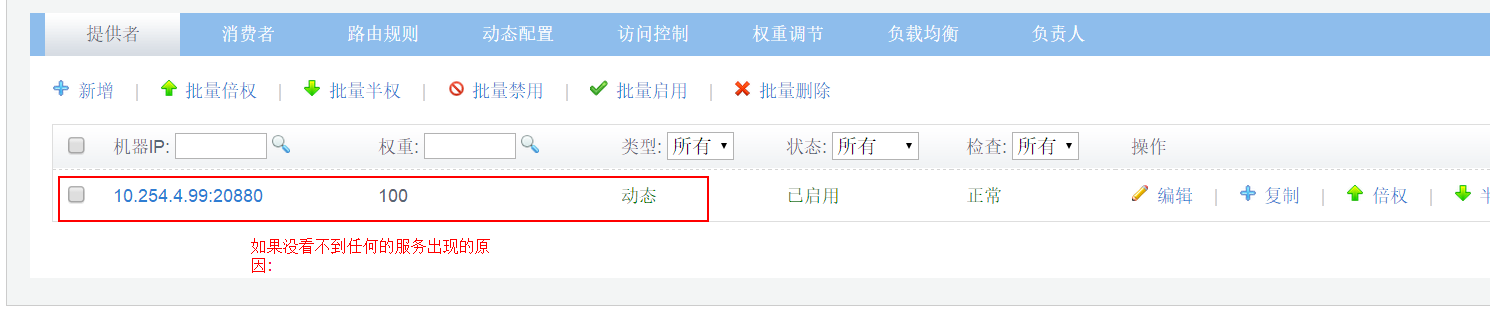 提供者 消费者 路由规则 动态配置 访问控制 权重调节 负载均衡 负责人
新增 | 批量倍权 | 批量半权 | 批量禁用 | 批量启用 | 批量删除
机器IP: 权重: 类型: 所有 状态: 所有 检查: 所有 操作
10.254.4.99:20880 100 动态 已启用 正常 编辑 | 复制 | 倍权 |
如果没看不到任何的服务出现的原
因: